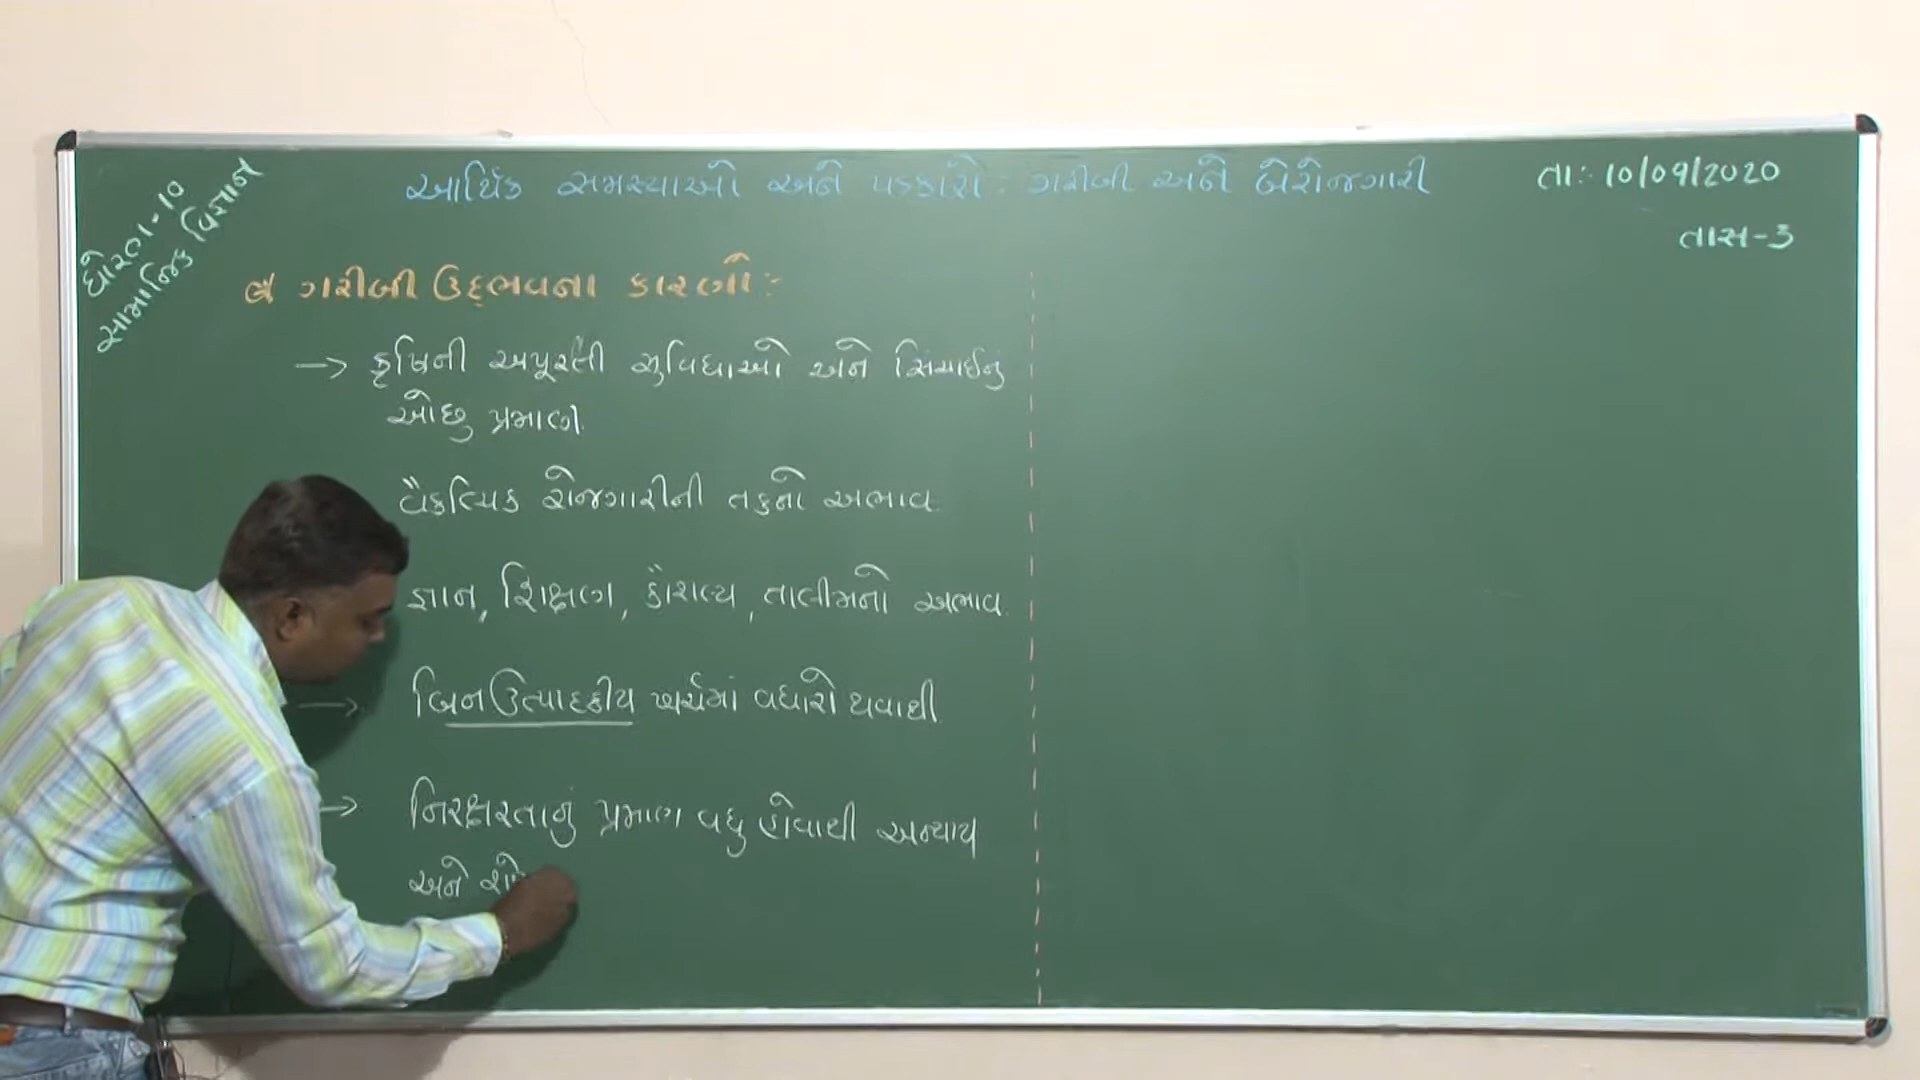 ધોરણ-10
સામાજિક વિજ્ઞાન
આર્થિક સમસ્યાઓ અને પડકારો : ગરીબી અને બેરોજગારી
તાઃ 10/09/2020
તાસ-3
ગરીબી ઉદ્દભવના કારણો :-
→ કૃષિની અપૂરતી સુવિધાઓ અને સિંચાઈનુ
ઓછુ પ્રમાણ.
વૈકલ્પિક રોજગારીની તકનો અભાવ.
જ્ઞાન, શિક્ષણ, કૌશલ્ય, તાલીમનો અભાવ.
→ બિનઉત્પાદકીય ખર્ચમાં વધારો થવાથી.
→ નિરક્ષરતાનું પ્રમાણ વધુ હોવાથી અન્યાય
અને